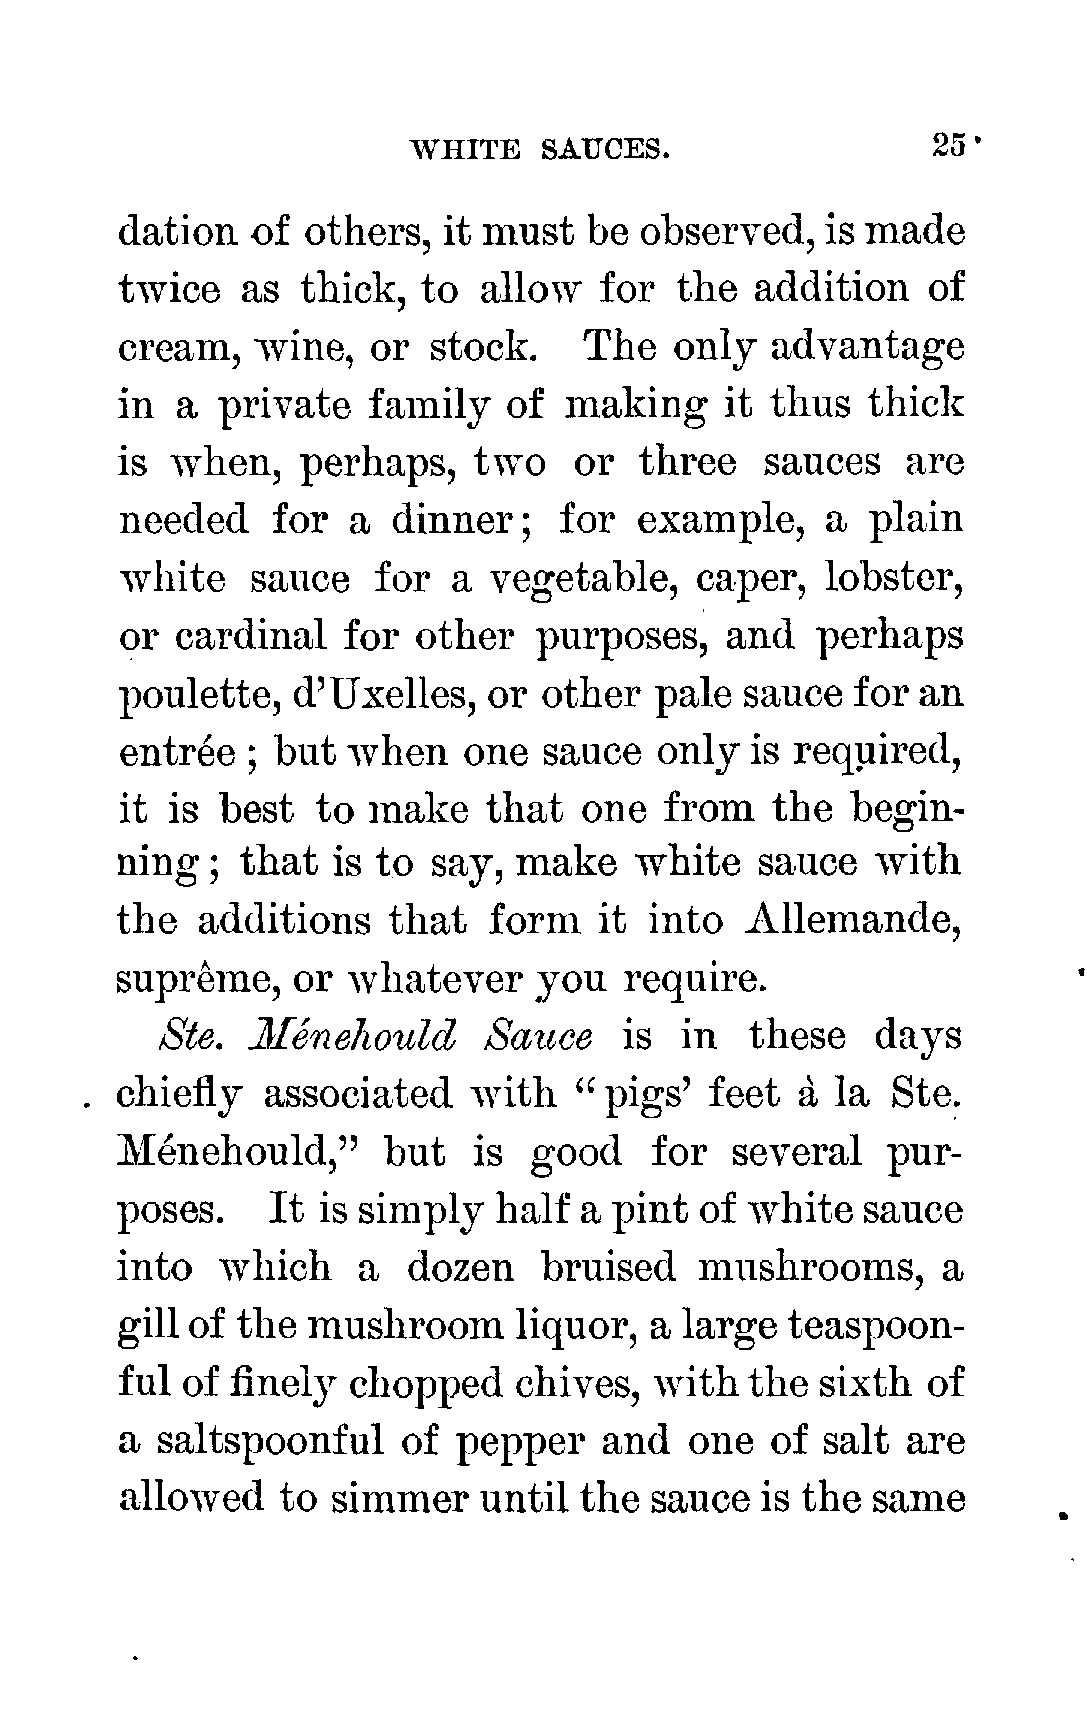 WHITE SAUCES. 25
dation of others, it must be observed, is made
twice as thick, to allow for the addition of
cream, wine, or stock. The only advantage
in a private family of making it thus thick
is when, perhaps, two or three sauces are
needed for a dinner; for example, a plain
white sauce for a vegetable, caper, lobster,
or cardinal for other purposes, and perhaps
poulette, d'Uxelles, or other pale sauce for an
entrée ; but when one sauce only is required,
it is best to make that one from the begin-
ning ; that is to say, make white sauce with
the additions that form it into Allemande,
suprême, or whatever you require.
Ste. Ménehould Sauce is in these days
chiefly associated with “ pigs' feet à la Ste.
Ménehould,” but is good for several pur-
poses. It is simply half a pint of white sauce
into which a dozen bruised mushrooms, a
gill of the mushroom liquor, a large teaspoon-
ful of finely chopped chives, with the sixth of
a saltspoonful of pepper and one of salt are
allowed to simmer until the sauce is the same